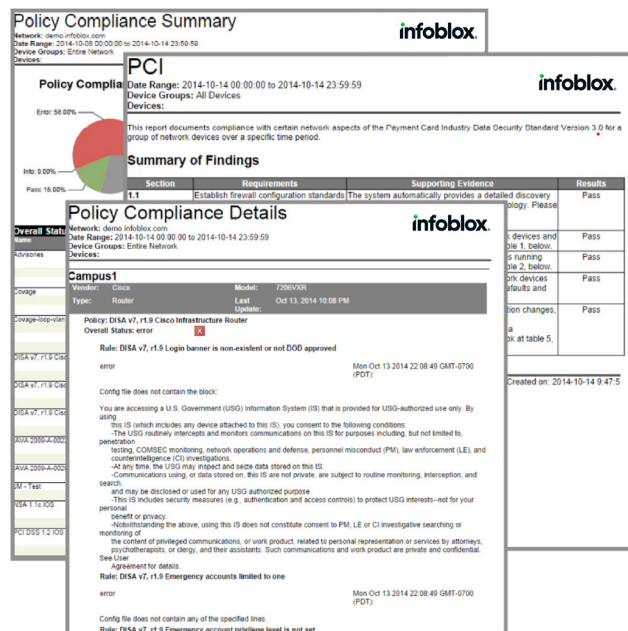 Policy Compliance Summary
Network: demo.infoblox.com
Date Range: 2014-10-08 00:00:00 to 2014-10-14 23:59:59
Device Groups: Entire Network
Devices:
infoblox.
Policy Complia
Error: 56.00%
Info: 0.00%
Pass: 15.00%
Overall Statu
Name
Advisories
Covage
Covage-loop-vlan
DISA v7, r1.9 Cisc
DISA v7, r1.9 Cisc
DISA v7, r1.9 Cisc
IAVA 2009-A-002
IAVA 2009-A-002
JM - Test
NSA 1.1c IOS
PCI DSS 1.2 IOS
PCI
Date Range: 2014-10-14 00:00:00 to 2014-10-14 23:59:59
Device Groups: All Devices
Devices:
infoblox.
This report documents compliance with certain network aspects of the Payment Card Industry Data Security Standard Version 3.0 for a
group of network devices over a specific time period.
Summary of Findings
Section Requirements Supporting Evidence Results
1.1 Establish firewall configuration standards The system automatically provides a detailed discovery Pass
ology. Please
k devices and Pass
ble 1, below.
s running Pass
le 2, below.
ork devices Pass
efaults and
tion changes, Pass
a
ok at table 5,
Created on: 2014-10-14 9:47:5
Policy Compliance Details
Network: demo.infoblox.com
Date Range: 2014-10-14 00:00:00 to 2014-10-14 23:59:59
Device Groups: Entire Network
Devices:
infoblox.
Campus1
Vendor: Cisco Model: 7206VXR
Type: Router Last Oct 13, 2014 10:08 PM
Update:
Policy: DISA v7, r1.9 Cisco Infrastructure Router
Overall Status: error X
Rule: DISA v7, r1.9 Login banner is non-existent or not DOD approved
error Mon Oct 13 2014 22:08:49 GMT-0700
(PDT):
Config file does not contain the block:
You are accessing a U.S. Government (USG) Information System (IS) that is provided for USG-authorized use only. By
using
this IS (which includes any device attached to this IS), you consent to the following conditions:
-The USG routinely intercepts and monitors communications on this IS for purposes including, but not limited to,
penetration
testing, COMSEC monitoring, network operations and defense, personnel misconduct (PM), law enforcement (LE), and
counterintelligence (CI) investigations.
-At any time, the USG may inspect and seize data stored on this IS.
-Communications using, or data stored on, this IS are not private, are subject to routine monitoring, interception, and
search,
and may be disclosed or used for any USG authorized purpose.
-This IS includes security measures (e.g., authentication and access controls) to protect USG interests--not for your
personal
benefit or privacy.
-Notwithstanding the above, using this IS does not constitute consent to PM, LE or CI investigative searching or
monitoring of
the content of privileged communications, or work product, related to personal representation or services by attorneys,
psychotherapists, or clergy, and their assistants. Such communications and work product are private and confidential.
See User
Agreement for details.
Rule: DISA v7, r1.9 Emergency accounts limited to one
error Mon Oct 13 2014 22:08:49 GMT-0700
(PDT):
Config file does not contain any of the specified lines.
Rule: DISA v7, r1.9 Emergency account privilege level is not set